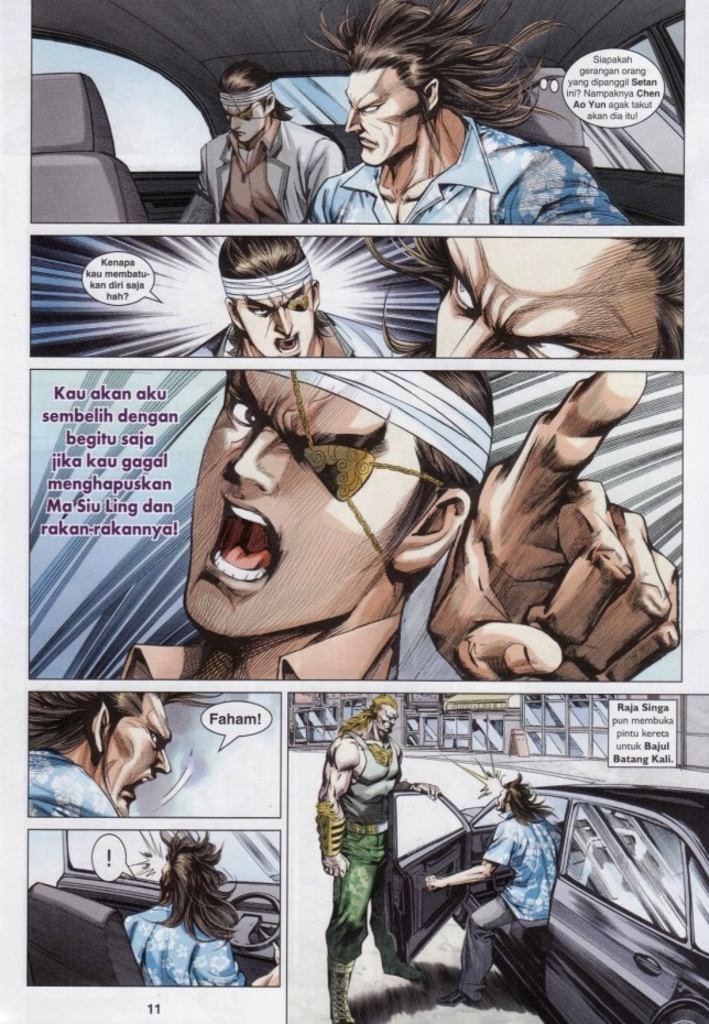 Siapakah
gerangan orang
yang dipanggil Setan
ini? Nampaknya Chen
Ao Yun agak takut
akan dia itu!
Kenapa
kau membatu-
kan diri saja
hah?
Kau akan aku
sembelih dengan
begitu saja
jika kau gagal
menghapuskan
Ma Siu Ling dan
rakan-rakannya!
Faham!
!
Raja Singa
pun membuka
pintu kereta
untuk Bajul
Batang Kali.
11